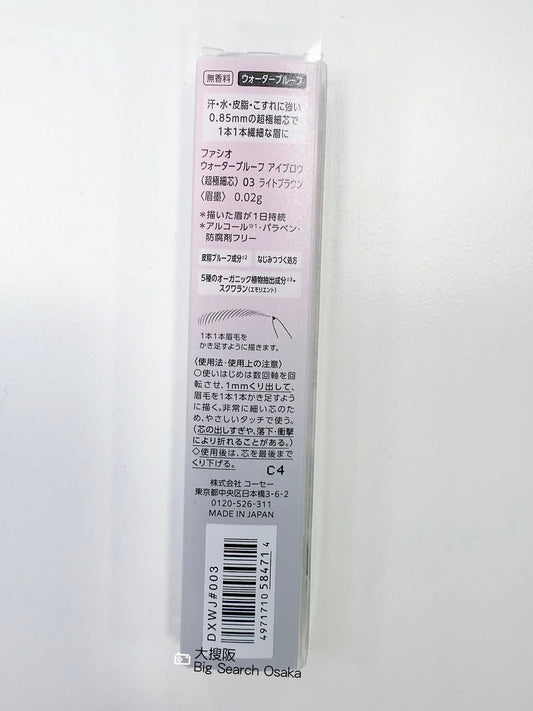 無香料 ウォータープルーフ
汗・水・皮脂・こすれに強い
0.85mmの超極細芯で
1本1本繊細な眉に
ファシオ
ウォータープルーフ アイブロウ
〈超極細芯〉 03 ライトブラウン
〈眉墨〉 0.02g
＊描いた眉が1日持続
＊アルコール☆1・パラベン・
防腐剤フリー
皮脂プルーフ成分☆2 なじみつづく処方
5種のオーガニック植物抽出成分☆3・
スクワラン(エモリエント)
1本1本眉毛を
かき足すように描きます。
〈使用法・使用上の注意〉
○使いはじめは数回軸を回
転させ、1mmくり出して、
眉毛を1本1本かき足すよう
に描く。非常に細い芯のた
め、やさしいタッチで使う。
(芯の出しすぎや、落下・衝撃
により折れることがある。)
◇使用後は、芯を最後まで
くり下げる。
C4
株式会社 コーセー
東京都中央区日本橋3-6-2
0120-526-311
MADE IN JAPAN
DXWJ#003
4971710 584714
大搜阪
Big Search Osaka